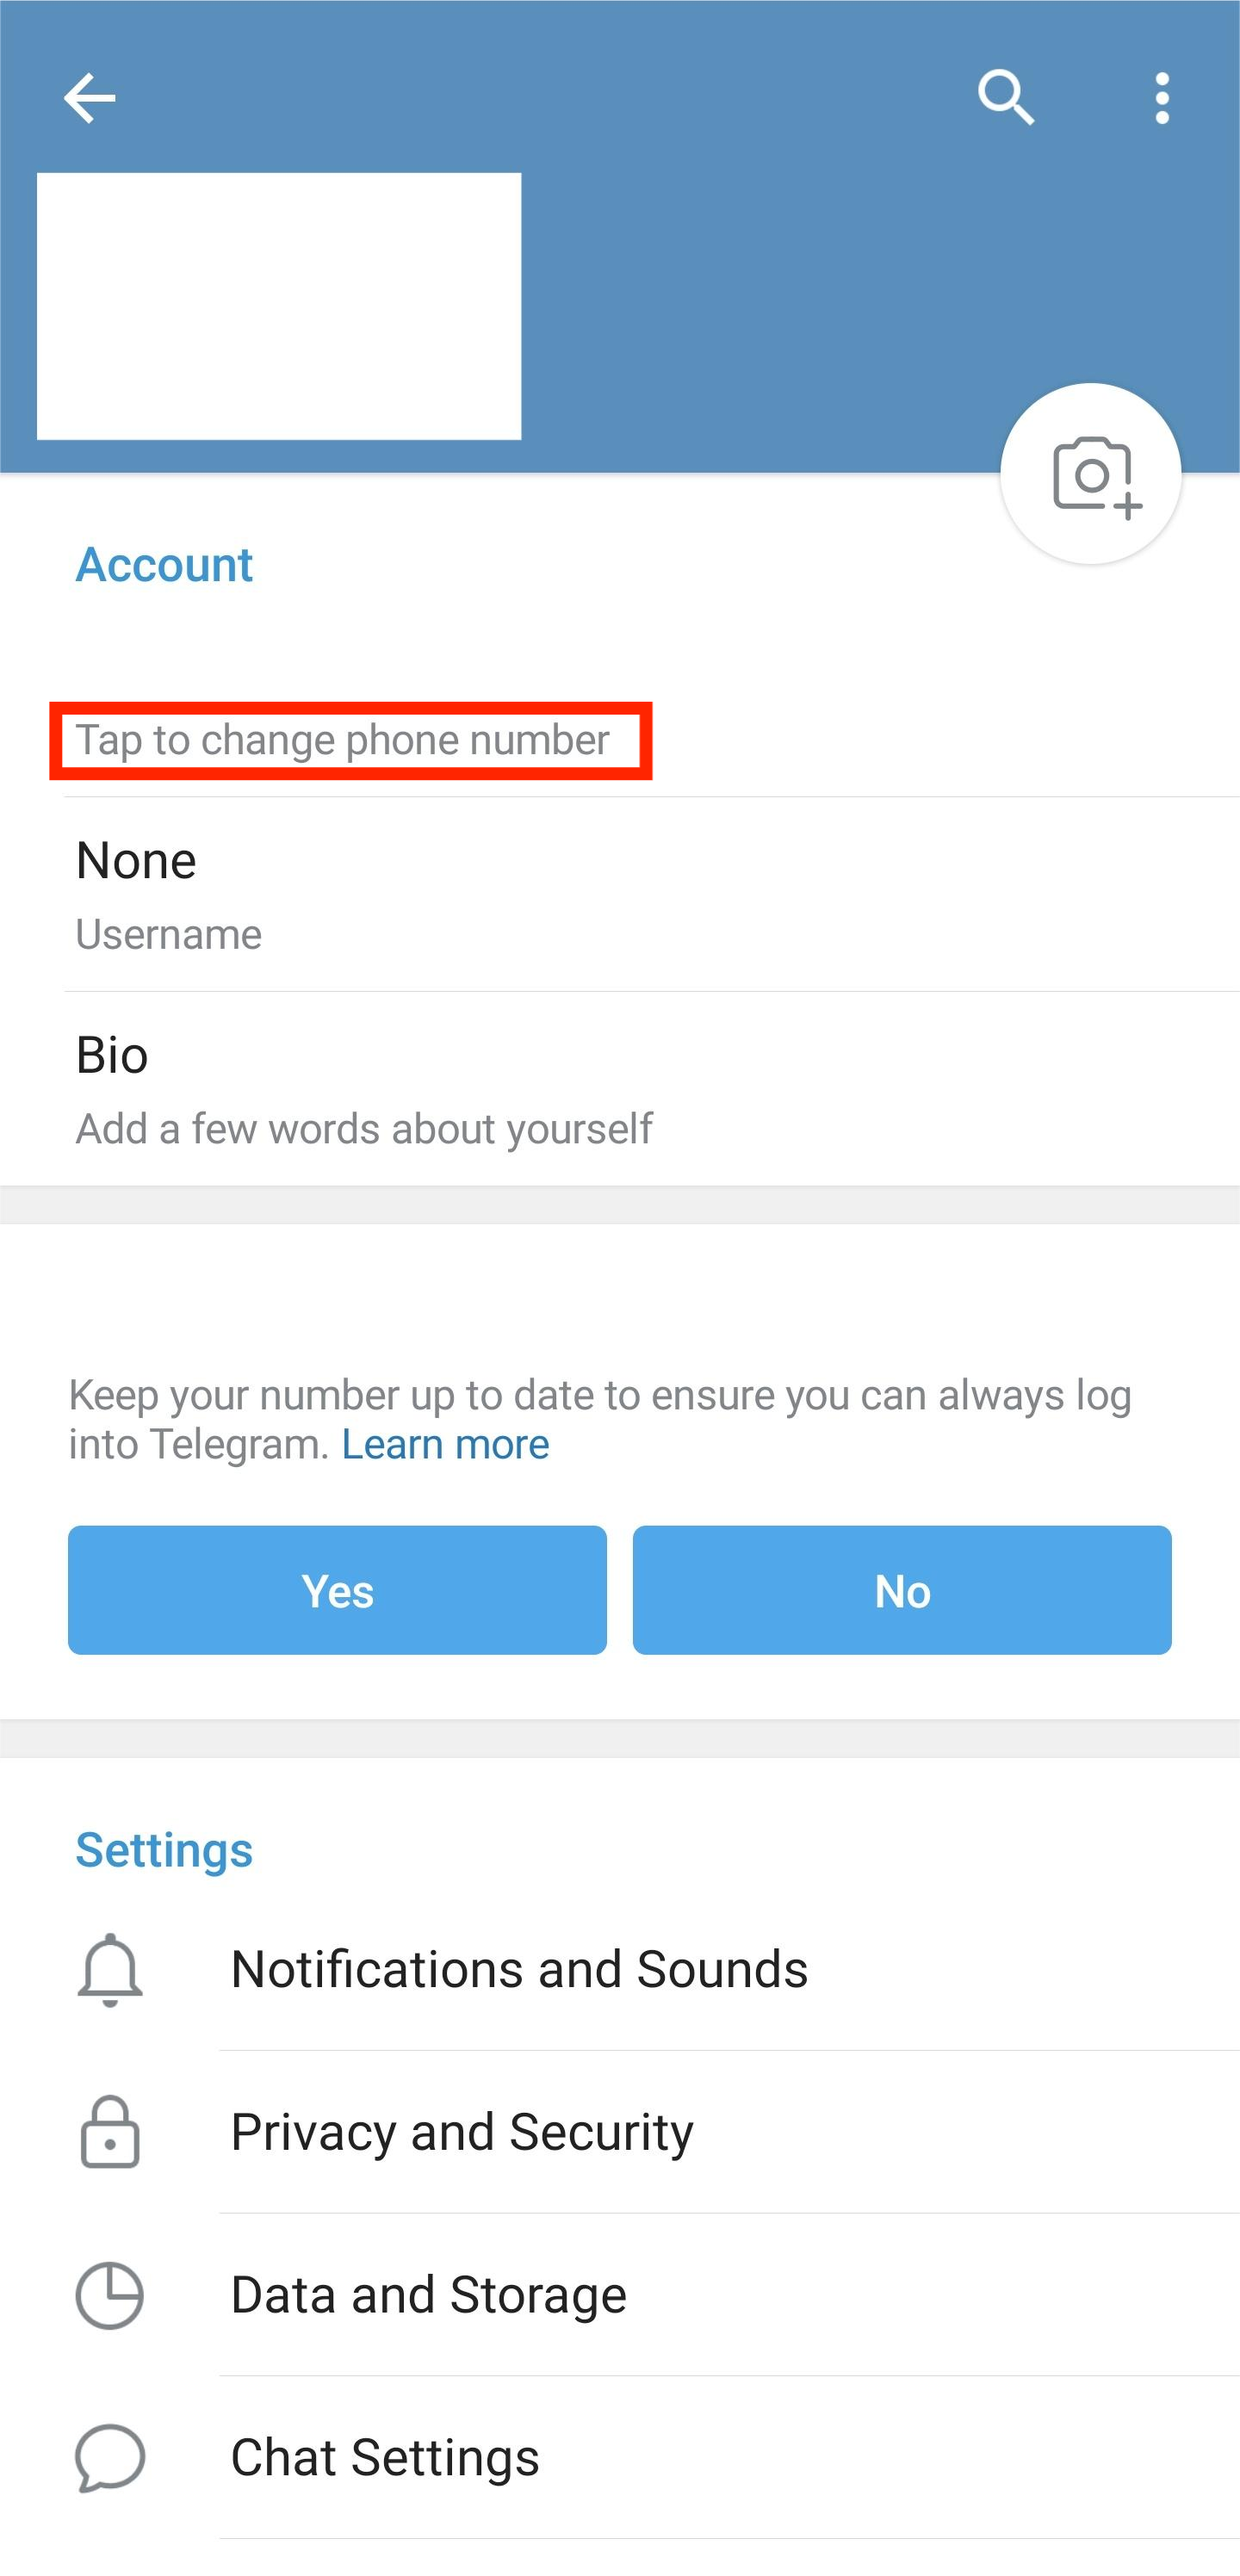 Account
Tap to change phone number
None
Username
Bio
Add a few words about yourself
Keep your number up to date to ensure you can always log
into Telegram. Learn more
Yes
No
Settings
Notifications and Sounds
Privacy and Security
Data and Storage
Chat Settings